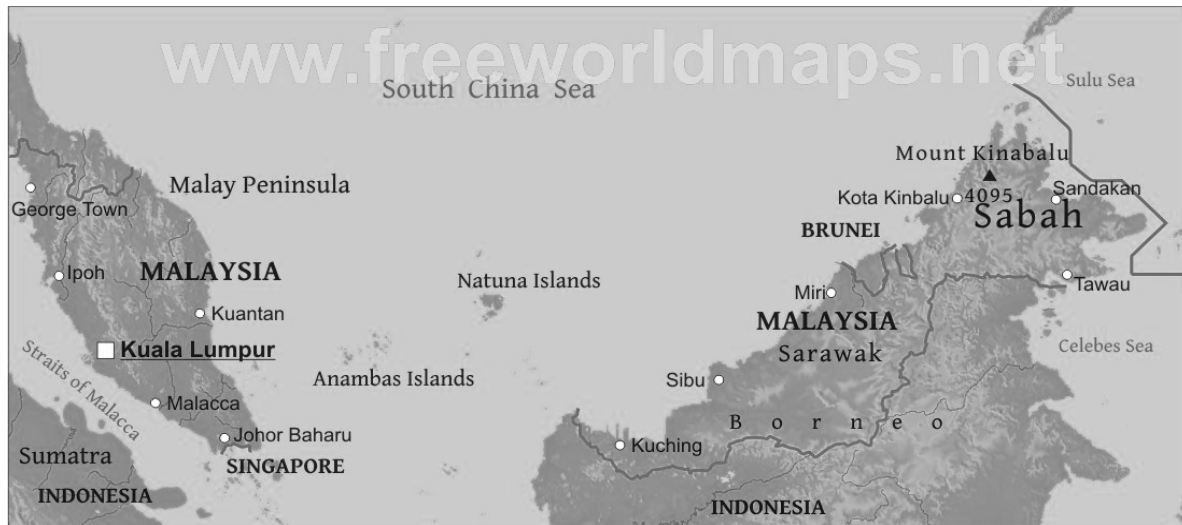 www.freeworldmaps.net
South China Sea
Sulu Sea
Mount Kinabalu
4095
Malay Peninsula
Kota Kinbalu
Sandakan
George Town
Sabah
BRUNEI
Ipoh
MALAYSIA
Natuna Islands
Tawau
Miri
Kuantan
MALAYSIA
Sarawak
Kuala Lumpur
Straits of Malacca
Celebes Sea
Anambas Islands
Sibu
Malacca
Borneo
Johor Baharu
Kuching
Sumatra
SINGAPORE
INDONESIA
INDONESIA